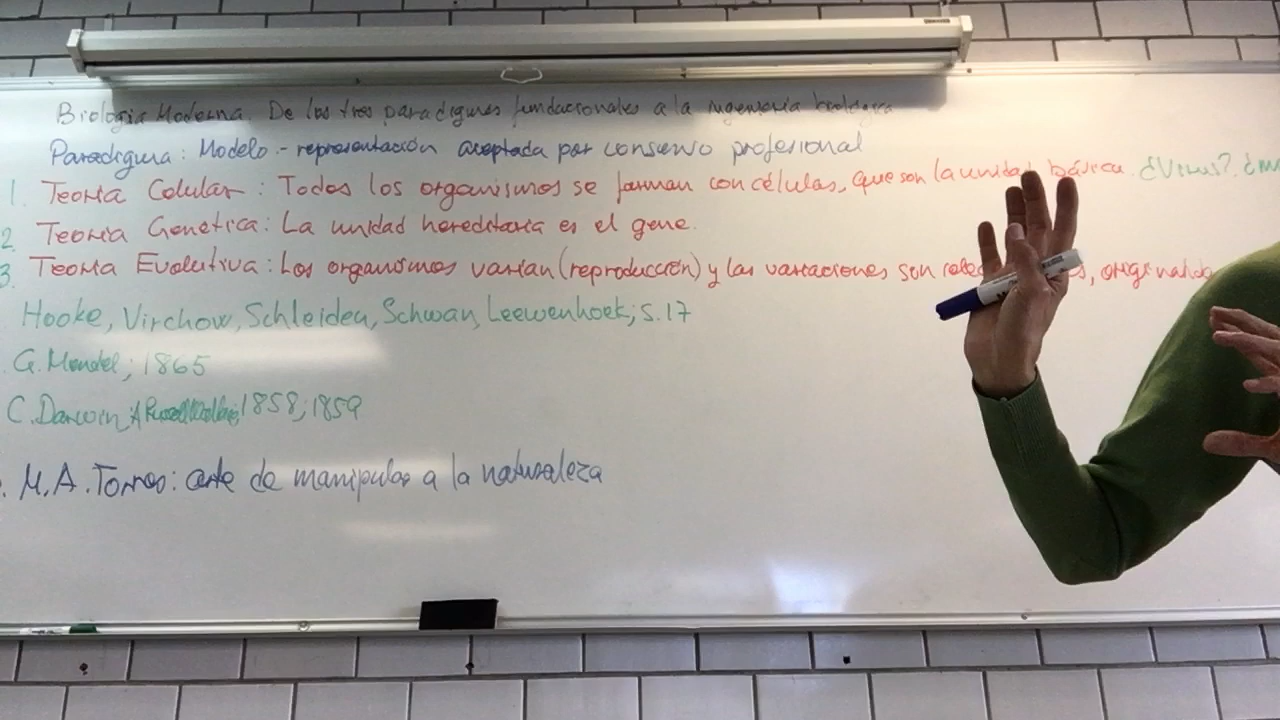 Biología Moderna. De los tres paradigmas fundacionales a la ingeniería biológica
Paradigma: Modelo - representación aceptada por consenso profesional
1. Teoría Celular: Todos los organismos se forman con células, que son la unidad básica. ¿Virus?,
2. Teoría Genética: La unidad hereditaria es el gene.
3. Teoría Evolutiva: Los organismos varían (reproducción) y las variaciones son
Hooke, Virchow, Schleiden, Schwan, Leewenhoek; S. 17
G. Mendel; 1865
C. Darwin; 1858; 1859
M. A. Torres: arte de manipular a la naturaleza